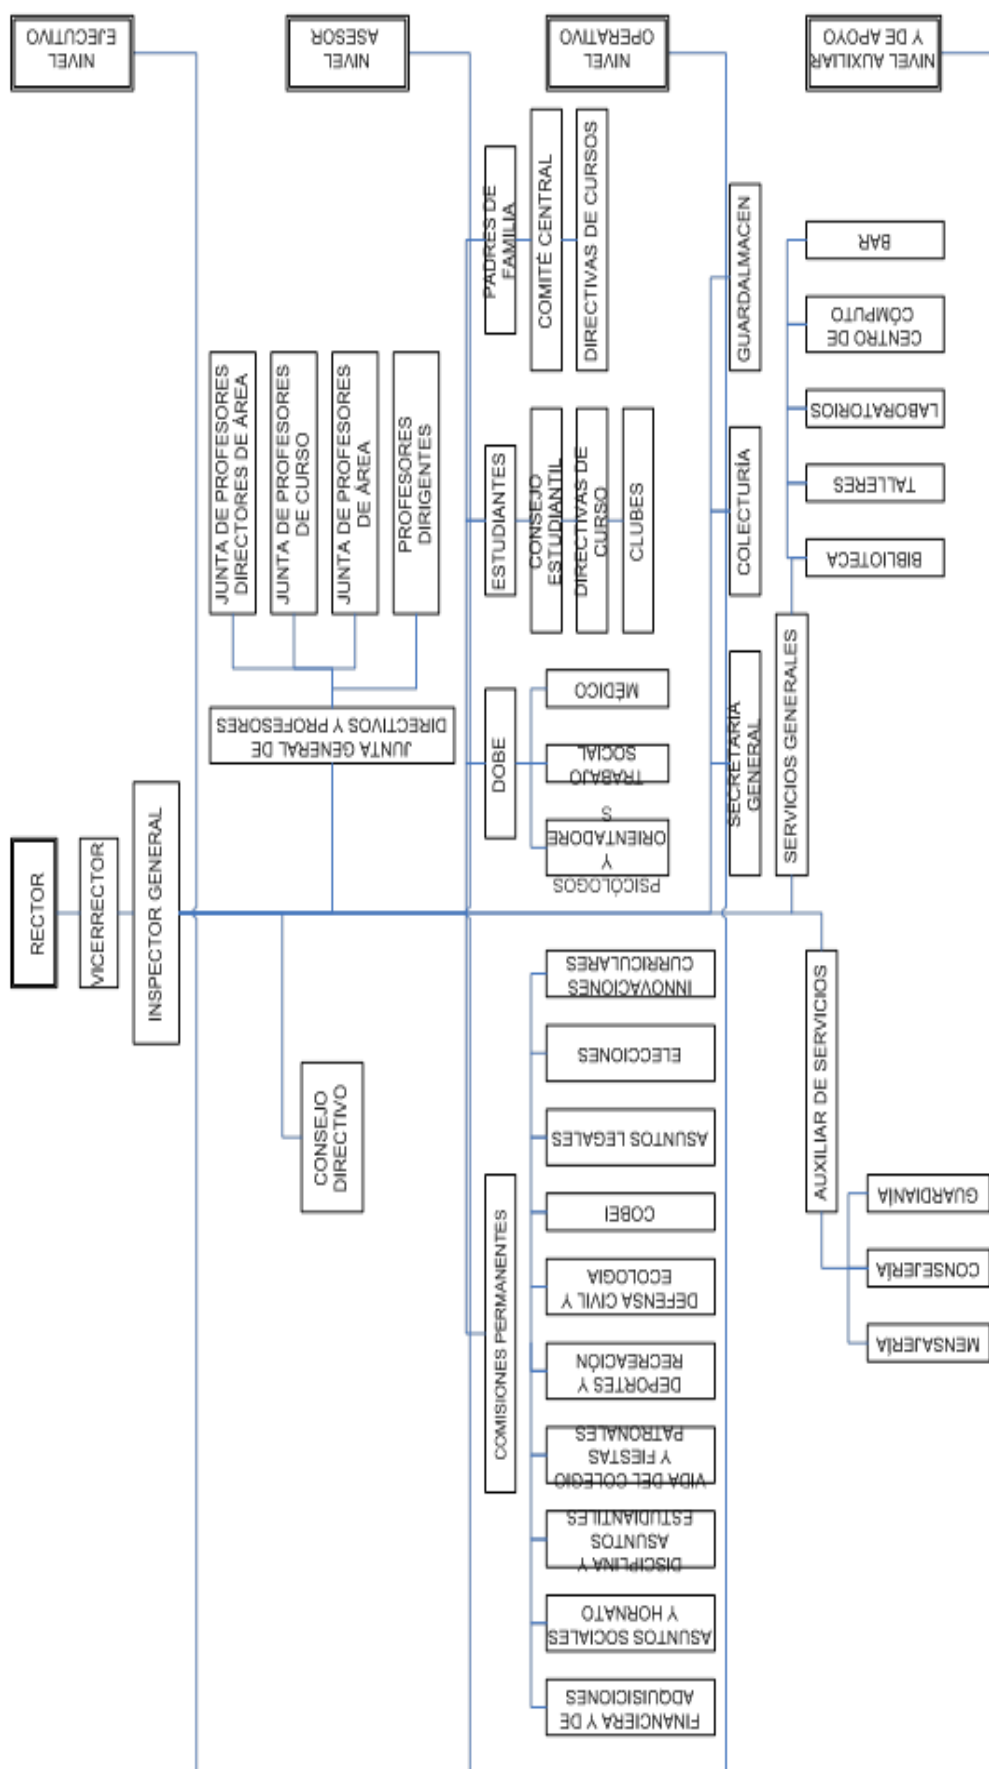 NIVEL
EJECUTIVO
RECTOR
VICERRECTOR
INSPECTOR GENERAL
NIVEL
ASESOR
CONSEJO
DIRECTIVO
JUNTA GENERAL DE
DIRECTIVOS Y PROFESORES
JUNTA DE PROFESORES
DIRECTORES DE ÁREA
JUNTA DE PROFESORES
DE CURSO
JUNTA DE PROFESORES
DE ÁREA
PROFESORES
DIRIGENTES
NIVEL
OPERATIVO
COMISIONES PERMANENTES
FINANCIERA Y DE
ADQUISICIONES
ASUNTOS SOCIALES
Y HORNATO
DISCIPLINA Y
ASUNTOS
ESTUDIANTILES
VIDA DEL COLEGIO
Y FIESTAS
PATRONALES
DEPORTES Y
RECREACIÓN
DEFENSA CIVIL Y
ECOLOGIA
COBEI
ASUNTOS LEGALES
ELECCIONES
INNOVACIONES
CURRICULARES
DOBE
PSICÓLOGOS
Y
ORIENTADORE
S
TRABAJO
SOCIAL
MÉDICO
ESTUDIANTES
CONSEJO
ESTUDIANTIL
DIRECTIVAS DE
CURSO
CLUBES
PADRES DE
FAMILIA
COMITÉ CENTRAL
DIRECTIVAS DE CURSOS
NIVEL AUXILIAR
Y DE APOYO
SECRETARIA
GENERAL
COLECTURÍA
GUARDALMACEN
AUXILIAR DE SERVICIOS
MENSAJERÍA
CONSEJERÍA
GUARDIANÍA
SERVICIOS GENERALES
BIBLIOTECA
TALLERES
LABORATORIOS
CENTRO DE
CÓMPUTO
BAR